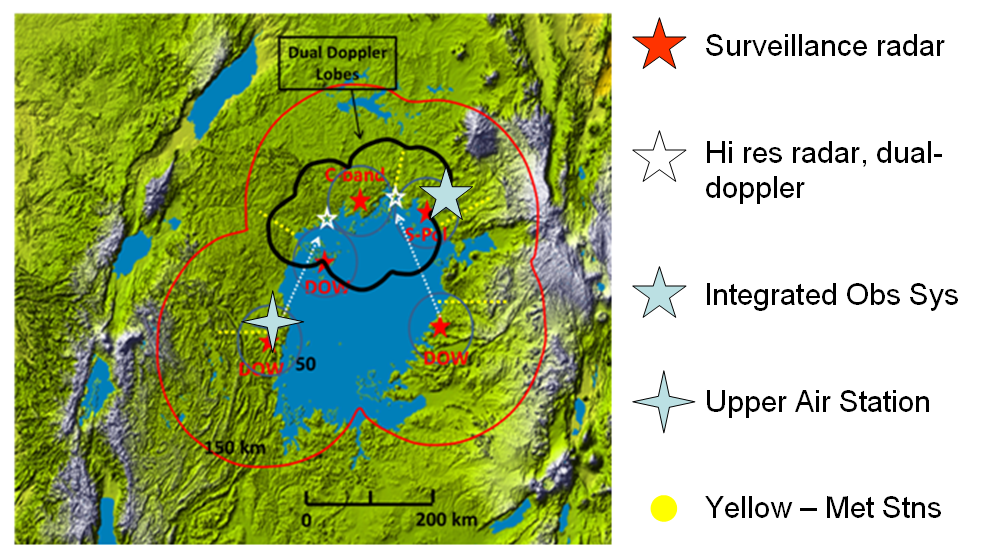 Dual Doppler
Lobes
C-band
S-Pol
DOW
DOW
50
DOW
150 km
0
200 km
Surveillance radar
Hi res radar, dual-
doppler
Integrated Obs Sys
Upper Air Station
Yellow – Met Stns